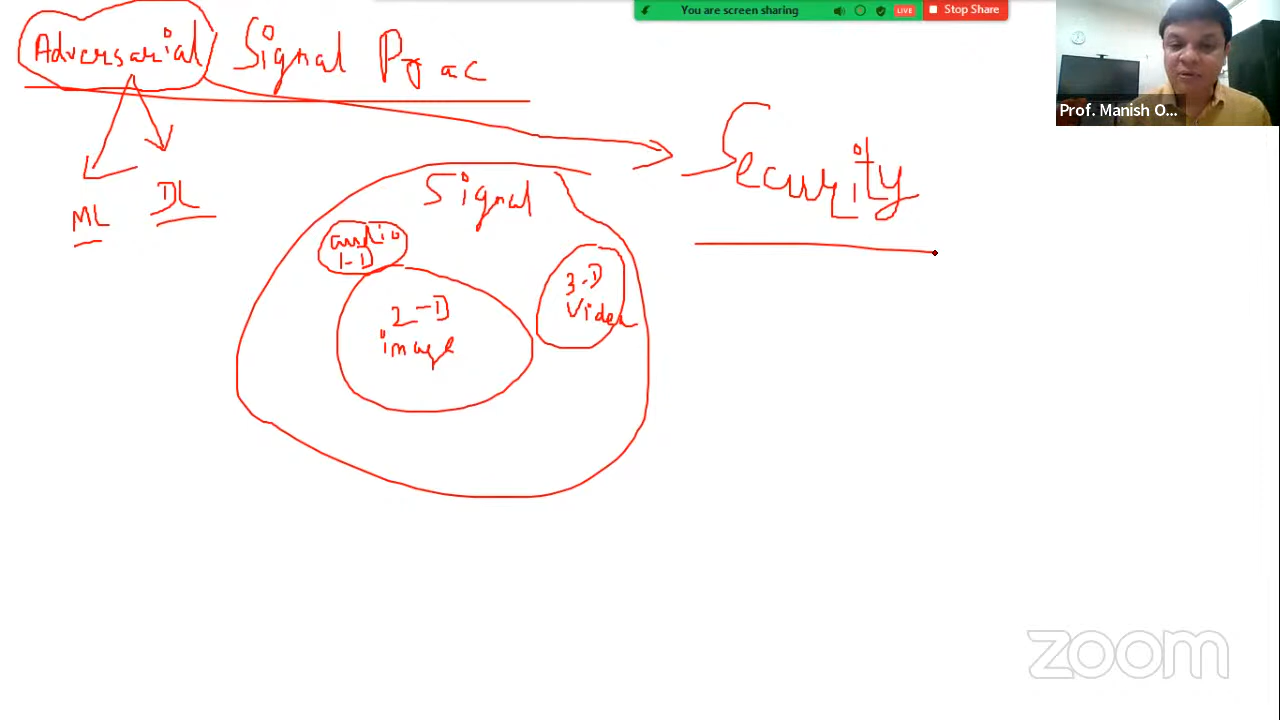 You are screen sharing
LIVE
Stop Share
Adversarial Signal
Prof. Manish O...
ML
DL
Security
Signal
audio
1-D
2-D
image
3-D
Video
zoom